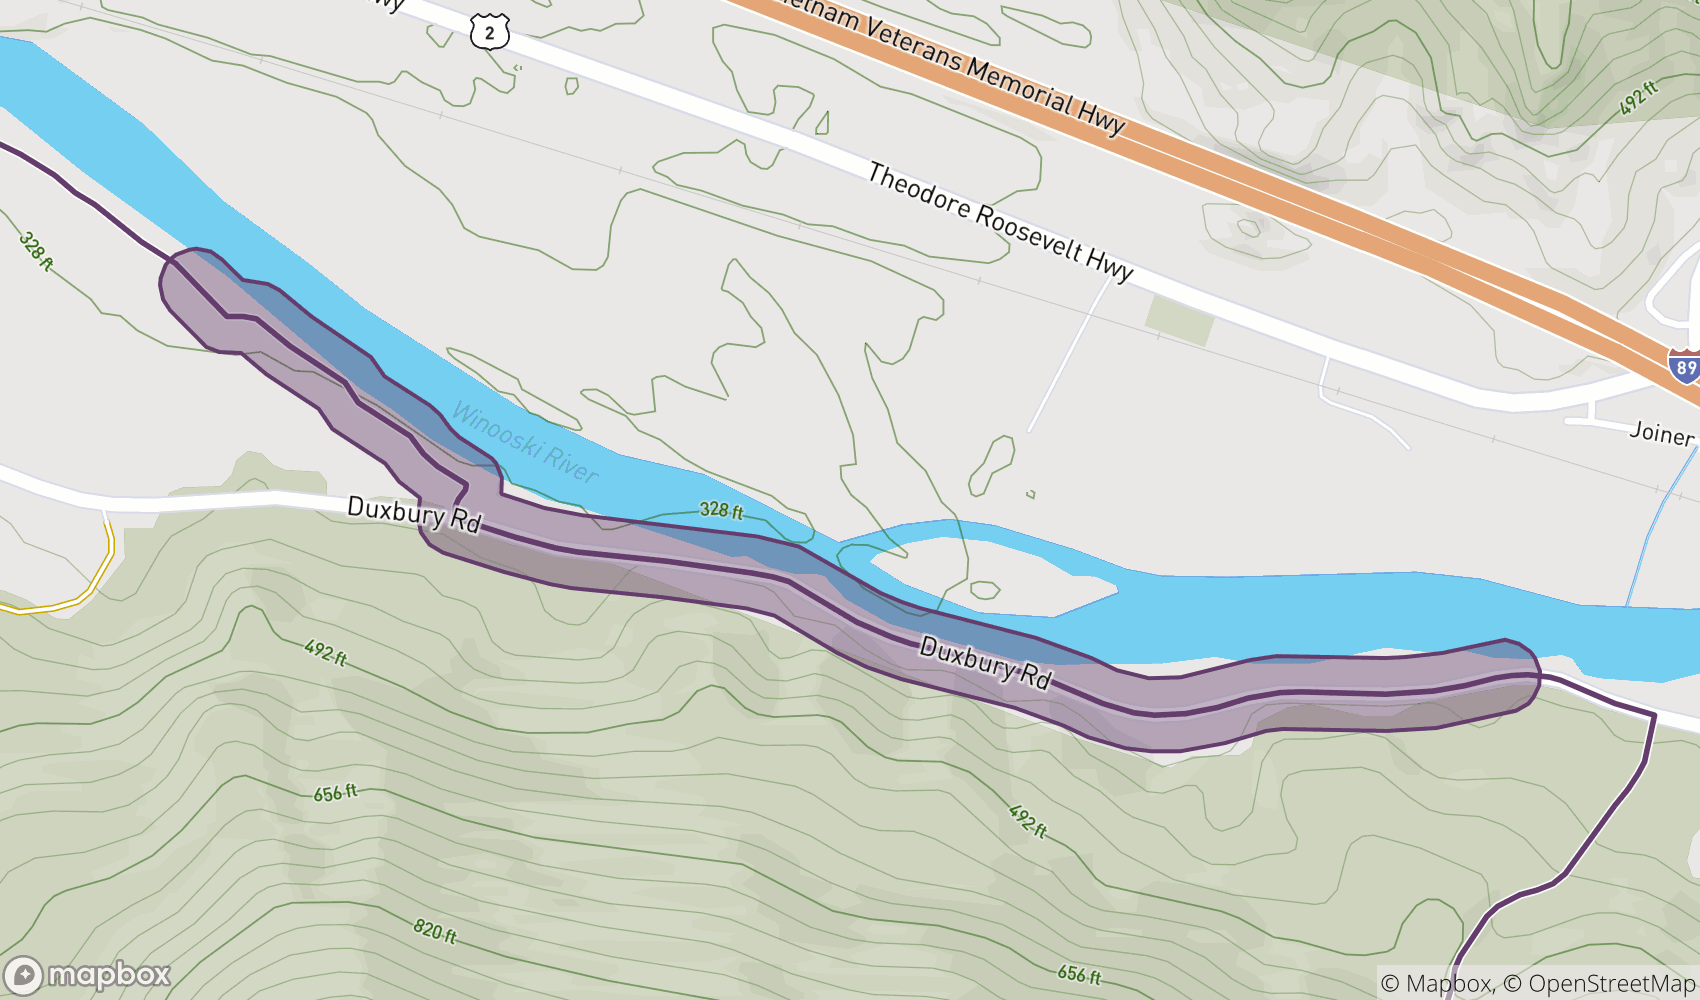 2
Veterans Memorial Hwy
Theodore Roosevelt Hwy
492 ft
328 ft
89
Joiner
Winooski River
Duxbury Rd
328 ft
Duxbury Rd
492 ft
656 ft
492 ft
820 ft
656 ft
mapbox
© Mapbox, © OpenStreetMap